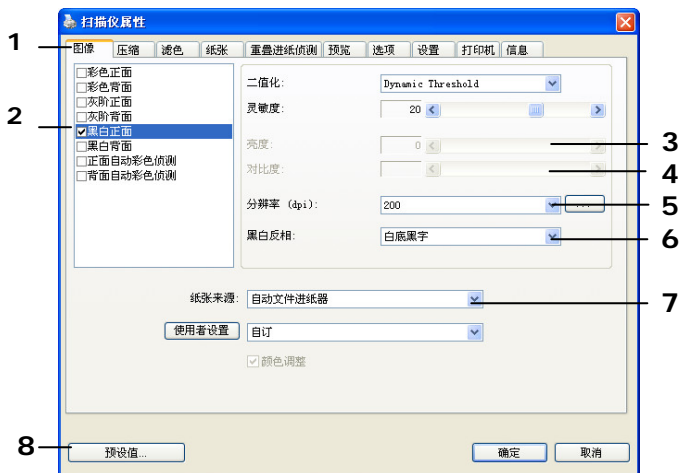 扫描仪属性
1
图像 压缩 滤色 纸张 重叠进纸侦测 预览 选项 设置 打印机 信息
2
彩色正面
彩色背面
灰阶正面
灰阶背面
黑白正面
黑白背面
正面自动彩色侦测
背面自动彩色侦测
二值化: Dynamic Threshold
灵敏度: 20
亮度: 0 3
对比度: 4
分辨率 (dpi): 200 ... 5
黑白反相: 白底黑字 6
纸张来源: 自动文件进纸器 7
使用者设置 自订
颜色调整
8 预设值... 确定 取消